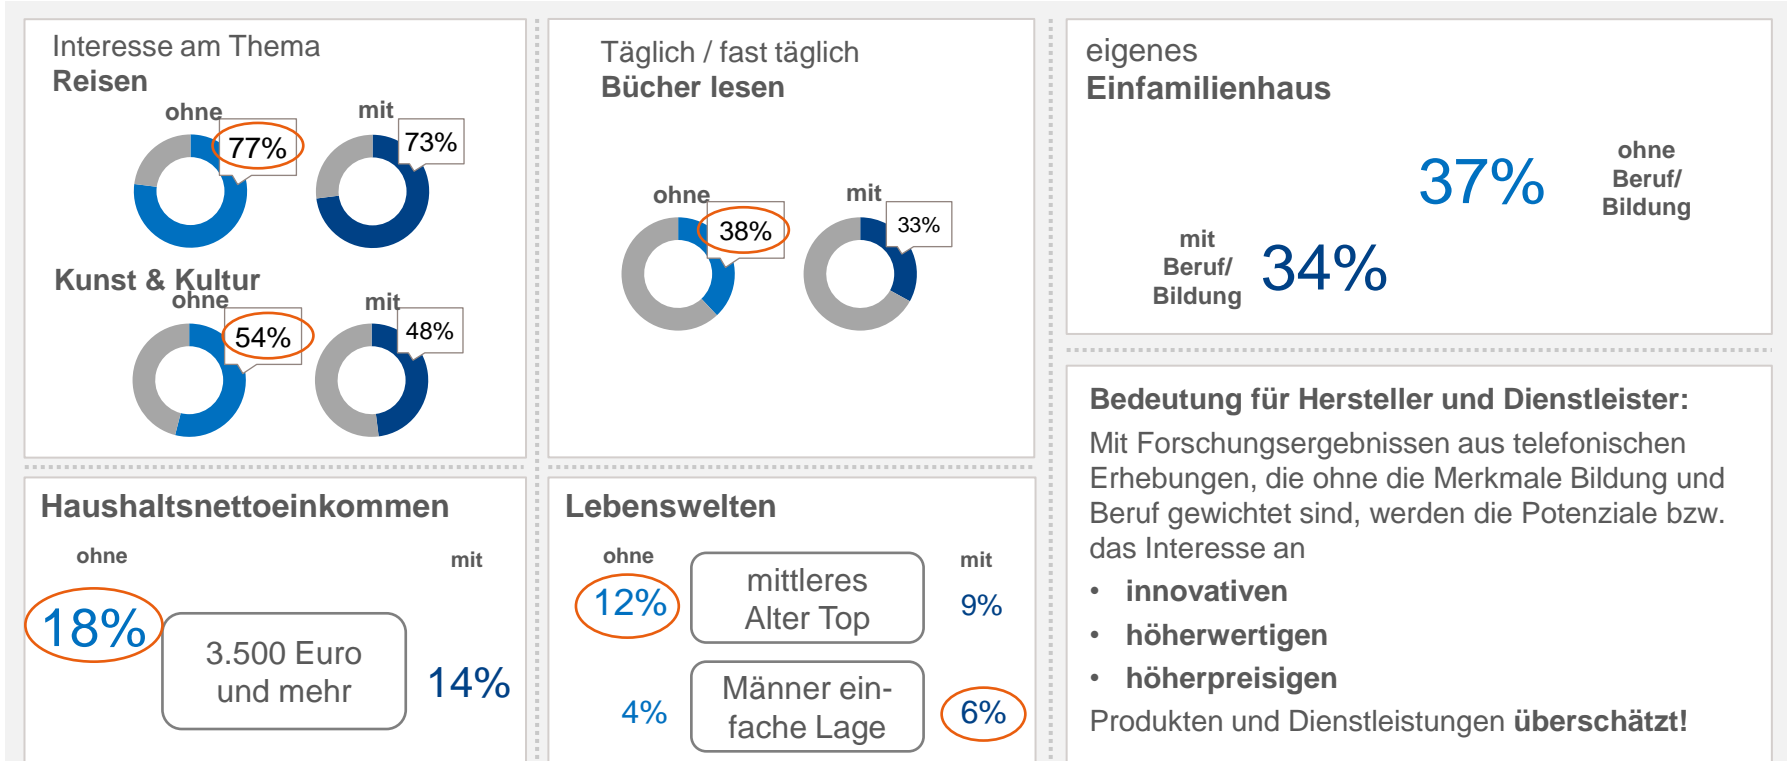 Interesse am Thema
Reisen
ohne
mit
77%
73%
Kunst & Kultur
ohne
mit
54%
48%
Täglich / fast täglich
Bücher lesen
ohne
mit
38%
33%
eigenes
Einfamilienhaus
37%
ohne
Beruf/
Bildung
mit
Beruf/
Bildung
34%
Haushaltsnettoeinkommen
ohne
mit
18%
3.500 Euro
und mehr
14%
Lebenswelten
ohne
mit
12%
mittleres
Alter Top
9%
4%
Männer ein-
fache Lage
6%
Bedeutung für Hersteller und Dienstleister:
Mit Forschungsergebnissen aus telefonischen
Erhebungen, die ohne die Merkmale Bildung und
Beruf gewichtet sind, werden die Potenziale bzw.
das Interesse an
• innovativen
• höherwertigen
• höherpreisigen
Produkten und Dienstleistungen überschätzt!